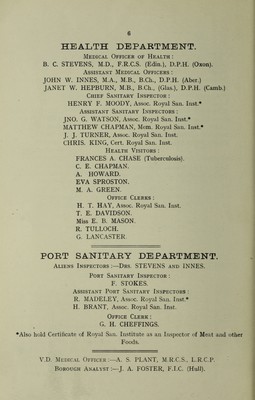 6
HEALTH DEPARTMENT.
Medical Officer of Health :
B. C. STEVENS, M.D., F.R.C.S. (Edin.), D.P.H. (Oxon).
Assistant Medical Officers :
JOHN W. INNES, M.A., M.B., B.Ch., D.P.H. (Aber.)
JANET W. HEPBURN, M.B., B.Ch., (Glas.), D.P.H. (Camb.)
Chief Sanitary Inspector :
HENRY F. MOODY, Assoc. Royal San. Inst.*
Assistant Sanitary Inspectors :
JNO. G. WATSON, Assoc. Royal San. Inst.*
MATTHEW CHAPMAN, Mem. Royal San. Inst.*
J. J. TURNER, Assoc. Royal San. Inst.
CHRIS. KING, Cert. Royal San. Inst.
Health Visitors :
FRANCES A. CHASE (Tuberculosis).
C. E. CHAPMAN.
A. HOWARD.
EVA SPROSTON.
M. A. GREEN.
Office Clerks :
H. T. HAY, Assoc. Royal San. Inst.
T. E. DAVIDSON.
Miss E. B. MASON.
R. TULLOCH.
G. LANCASTER.
PORT SANITARY DEPARTMENT.
Aliens Inspectors :—Drs. STEVENS and INNES.
Port Sanitary Inspector :
F. STOKES.
Assistant Port Sanitary Inspectors :
R. MADELEY, Assoc. Royal San. Inst.*
H. BRANT, Assoc. Royal San. Inst.
Office Clerk :
G. H. CHEFFINGS.
*Also hold Certificate of Royal San. Institute as an Inspector of Meat and other
Foods.
V.D. Medical Officer :—A. S. PLANT, M.R.C.S., L.R.C.P.
Borough Analyst :—J. A. FOSTER, F.I.C. (Hull).